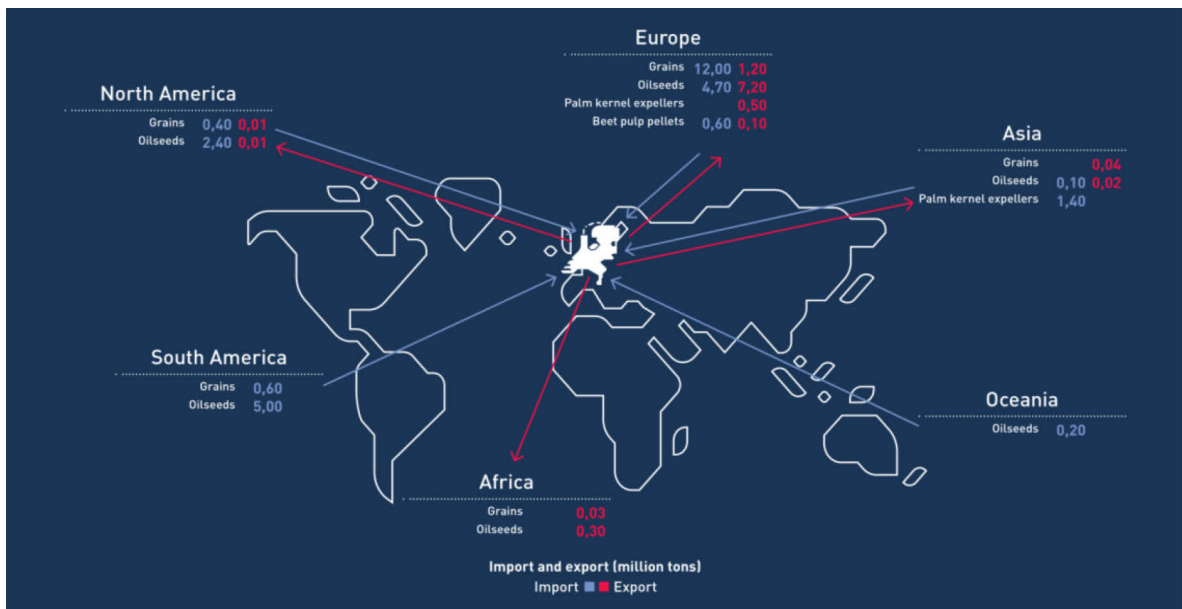 Europe
Grains 12,00 1,20
Oilseeds 4,70 7,20
Palm kernel expellers 0,50
Beet pulp pellets 0,60 0,10
North America
Grains 0,40 0,01
Oilseeds 2,40 0,01
Asia
Grains 0,04
Oilseeds 0,10 0,02
Palm kernel expellers 1,40
South America
Grains 0,60
Oilseeds 5,00
Oceania
Oilseeds 0,20
Africa
Grains 0,03
Oilseeds 0,30
Import and export (million tons)
Import Export